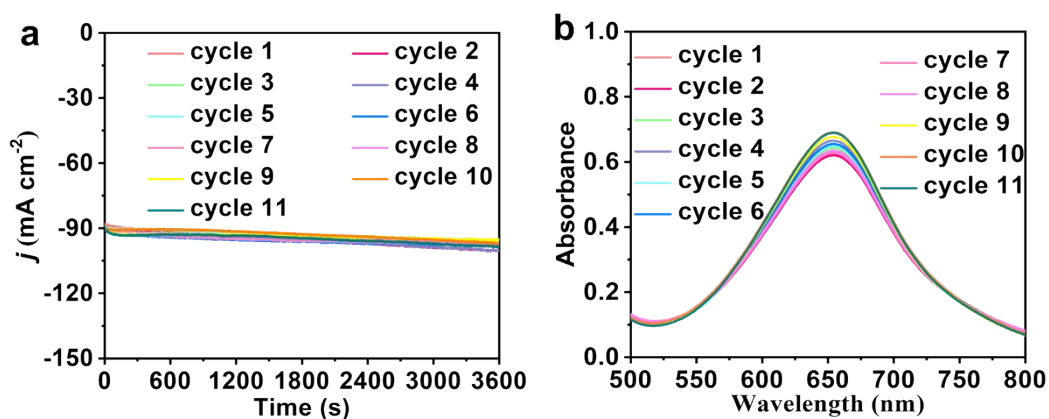 a
0
-30
-60
-90
-120
-150
j (mA cm⁻²)
cycle 1 cycle 2
cycle 3 cycle 4
cycle 5 cycle 6
cycle 7 cycle 8
cycle 9 cycle 10
cycle 11
0 600 1200 1800 2400 3000 3600
Time (s)
b
1.0
0.8
0.6
0.4
0.2
0.0
Absorbance
cycle 1
cycle 2
cycle 3
cycle 4
cycle 5
cycle 6
cycle 7
cycle 8
cycle 9
cycle 10
cycle 11
500 550 600 650 700 750 800
Wavelength (nm)